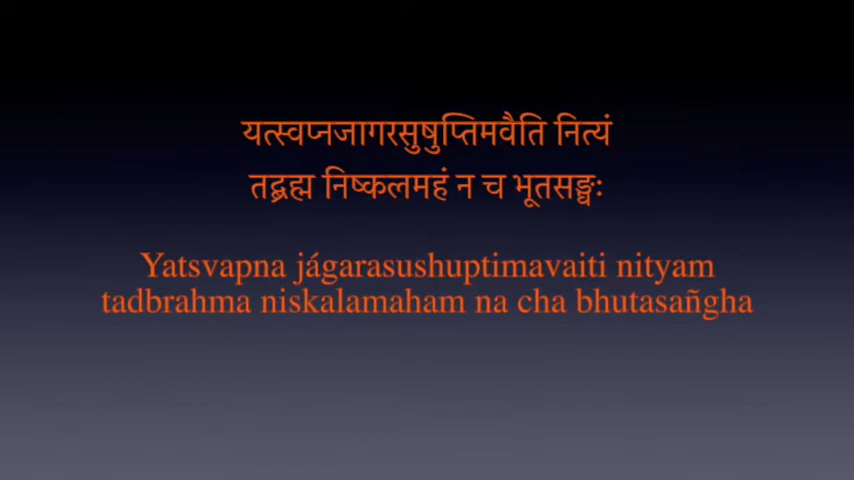 यत्स्वप्नजागरसुषुप्तिमवैति नित्यं
तद्ब्रह्म निष्कलमहं न च भूतसङ्घः
Yatsvapna jágarasushuptimavaiti nityam
tadbrahma niskalamaham na cha bhutasañgha